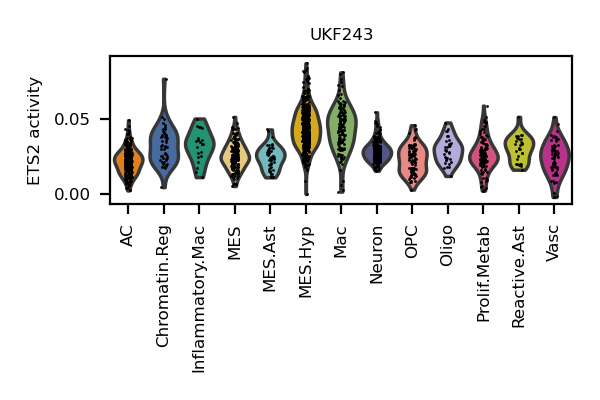 UKF243
ETS2 activity
0.05
0.00
AC
Chromatin.Reg
Inflammatory.Mac
MES
MES.Ast
MES.Hyp
Mac
Neuron
OPC
Oligo
Prolif.Metab
Reactive.Ast
Vasc